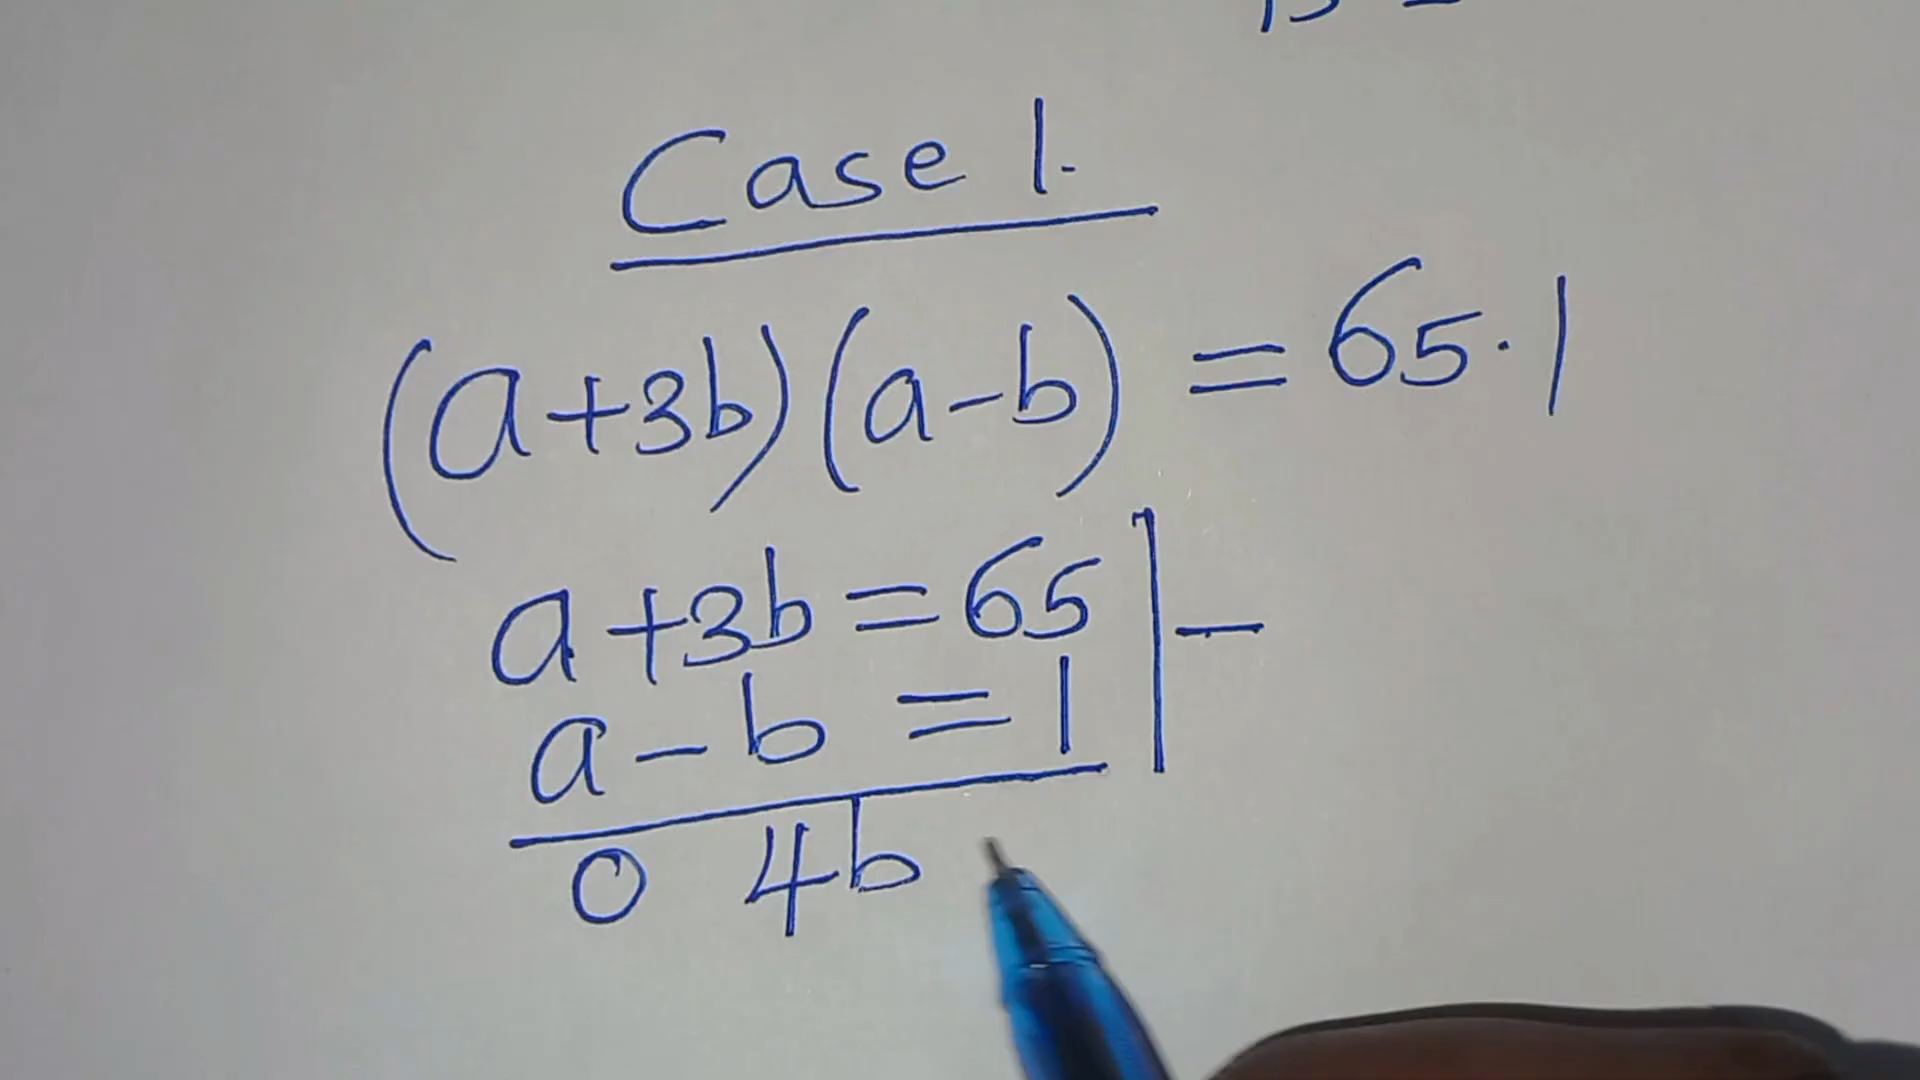 Case 1.
(a+3b)(a-b) = 65·1
a+3b=65 | -
a-b=1
0 4b